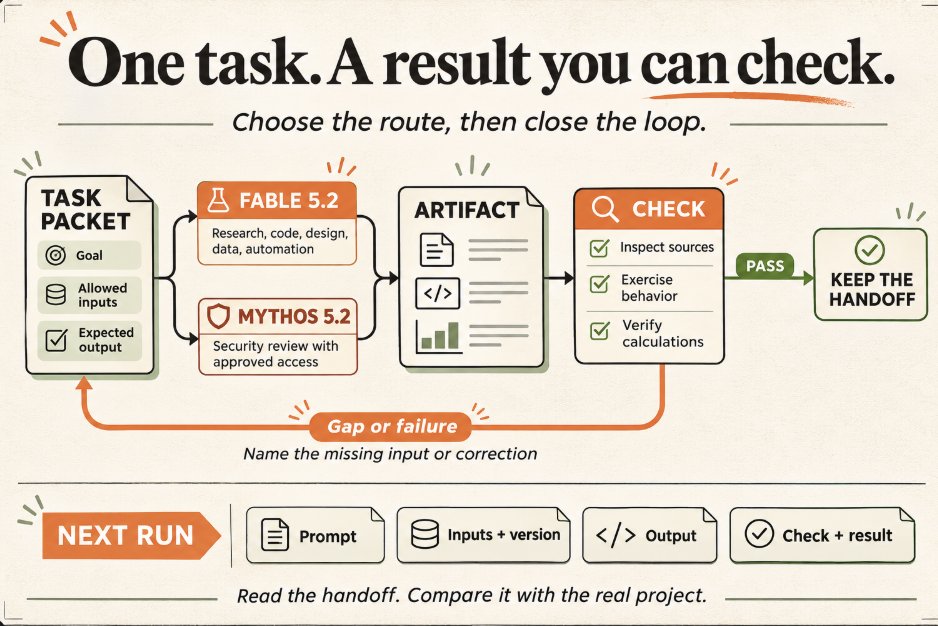 One task. A result you can check.
Choose the route, then close the loop.
TASK
PACKET
Goal
Allowed
inputs
Expected
output
FABLE 5.2
Research, code, design,
data, automation
MYTHOS 5.2
Security review with
approved access
ARTIFACT
</>
CHECK
Inspect sources
Exercise
behavior
Verify
calculations
PASS
KEEP THE
HANDOFF
Gap or failure
Name the missing input or correction
NEXT RUN
Prompt
Inputs + version
</> Output
Check + result
Read the handoff. Compare it with the real project.